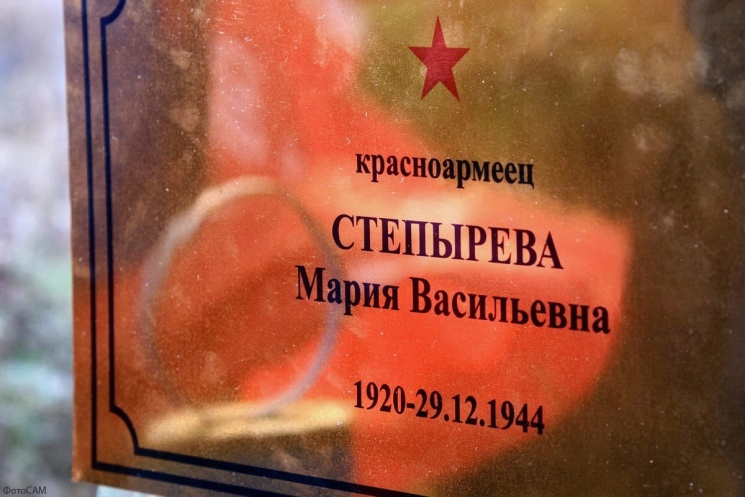 красноармеец
СТЕПЫРЕВА
Мария Васильевна
1920-29.12.1944
ФотоСАМ